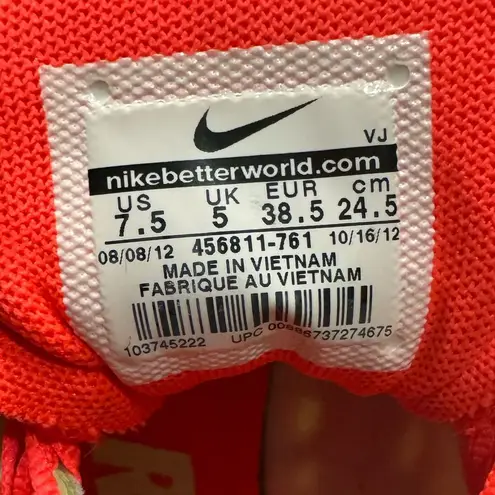 VJ
nikebetterworld.com
US UK EUR cm
7.5 5 38.5 24.5
08/08/12 456811-761 10/16/12
MADE IN VIETNAM
FABRIQUE AU VIETNAM
103745222 UPC 00886737274675
R